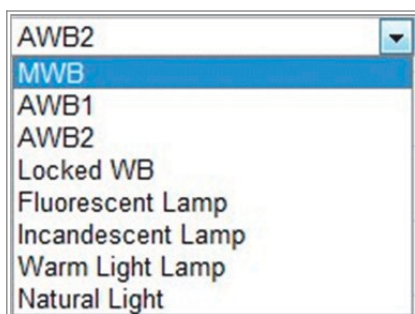 AWB2
MWB
AWB1
AWB2
Locked WB
Fluorescent Lamp
Incandescent Lamp
Warm Light Lamp
Natural Light